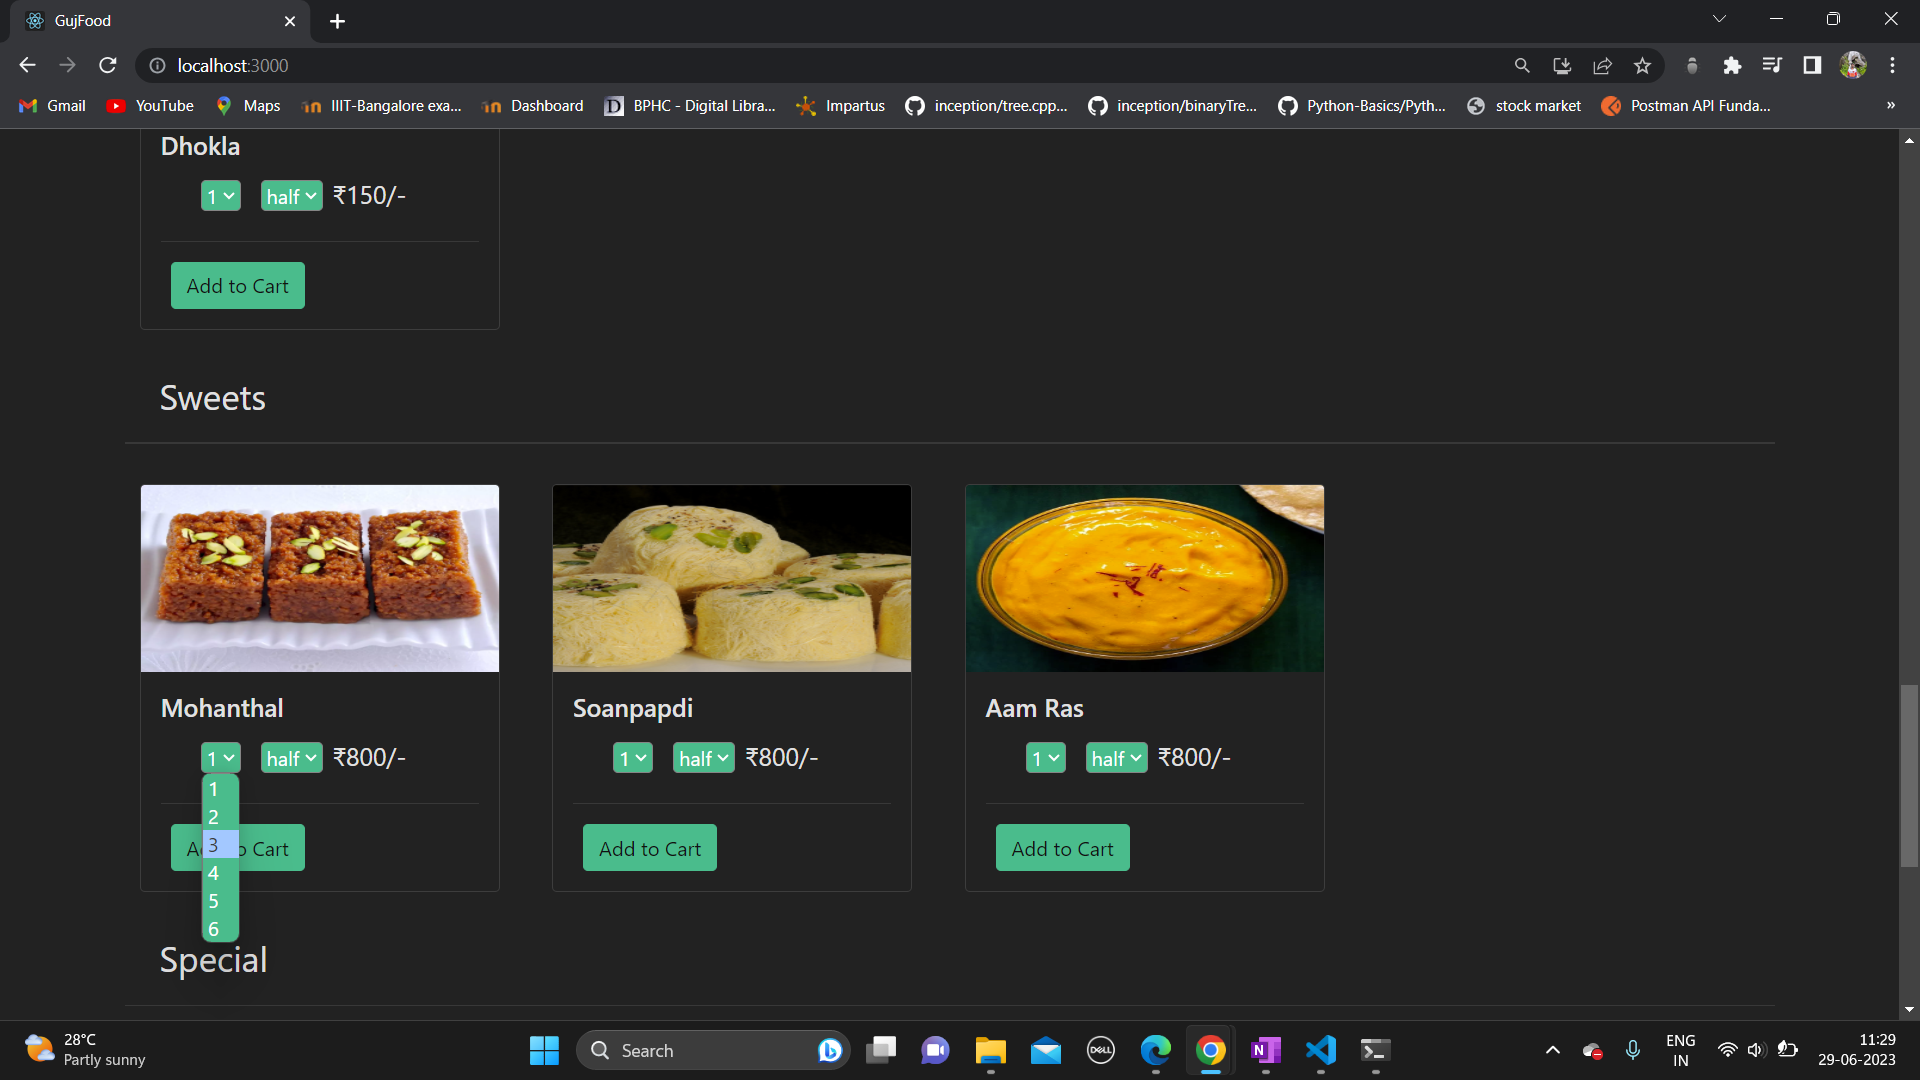 GujFood
localhost:3000
Gmail
YouTube
Maps
IIIT-Bangalore exa...
Dashboard
BPHC - Digital Libra...
Impartus
inception/tree.cpp...
inception/binaryTre...
Python-Basics/Pyth...
stock market
Postman API Funda...
»
Dhokla
1 half ₹150/-
Add to Cart
Sweets
Mohanthal
1 half ₹800/-
1
2
3
4
5
6
A to Cart
Soanpapdi
1 half ₹800/-
Add to Cart
Aam Ras
1 half ₹800/-
Add to Cart
Special
28°C
Partly sunny
Search
DELL
N
ENG
IN
11:29
29-06-2023